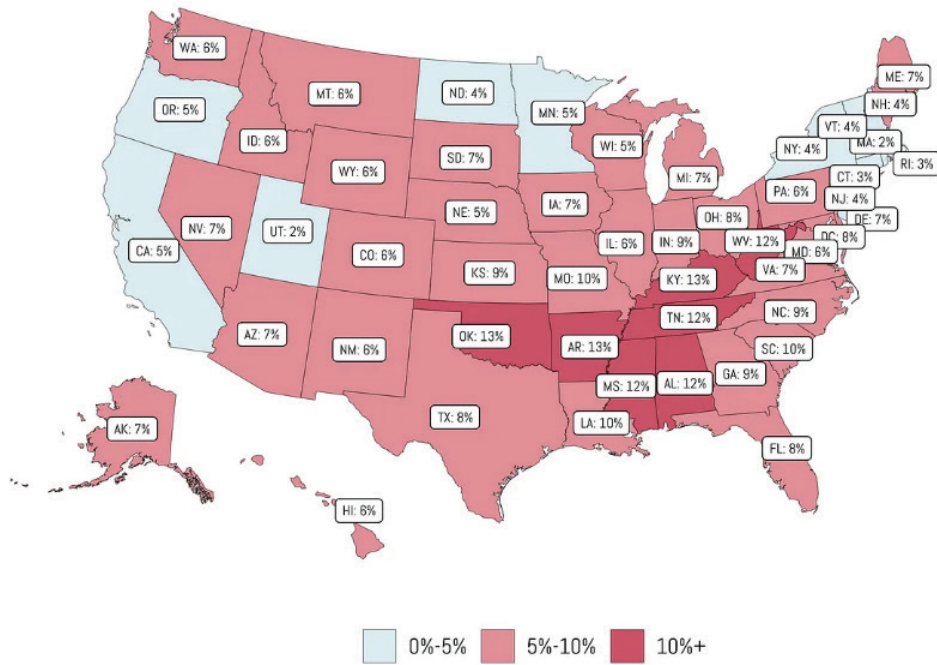 WA: 6%
MT: 6%
ND: 4%
MN: 5%
ME: 7%
OR: 5%
ID: 6%
SD: 7%
WI: 5%
NH: 4%
VT: 4%
MA: 2%
NY: 4%
RI: 3%
WY: 6%
MI: 7%
CT: 3%
PA: 6%
NJ: 4%
NE: 5%
IA: 7%
OH: 8%
DE: 7%
NV: 7%
UT: 2%
IL: 6%
IN: 9%
WV: 12%
DC: 8%
CA: 5%
CO: 6%
MD: 6%
KS: 9%
MO: 10%
KY: 13%
VA: 7%
AZ: 7%
NM: 6%
OK: 13%
AR: 13%
TN: 12%
NC: 9%
SC: 10%
MS: 12%
AL: 12%
GA: 9%
TX: 8%
LA: 10%
AK: 7%
FL: 8%
HI: 6%
0%-5%
5%-10%
10%+